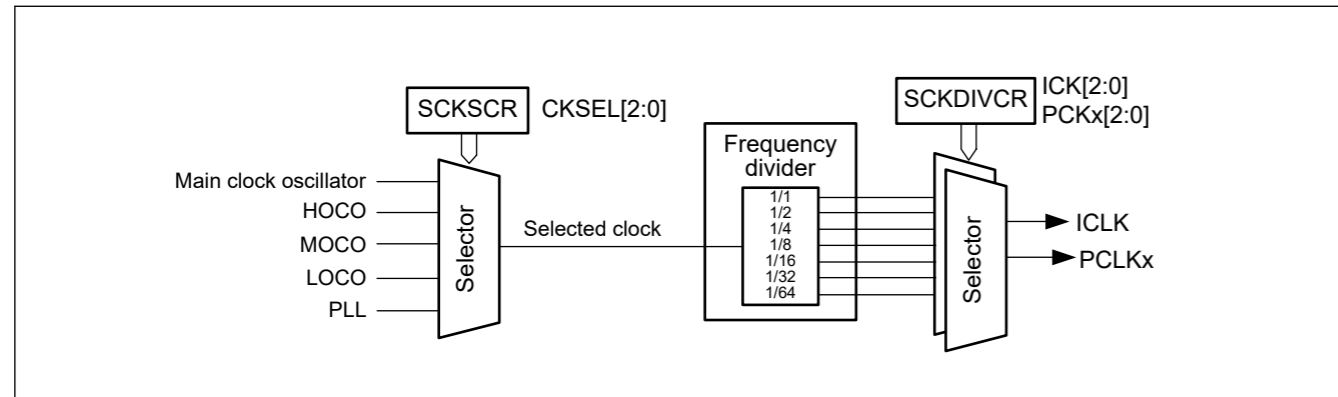 SCKSCR
CKSEL[2:0]
SCKDIVCR
ICK[2:0]
PCKx[2:0]
Main clock oscillator
HOCO
MOCO
LOCO
PLL
Selector
Selected clock
Frequency
divider
1/1
1/2
1/4
1/8
1/16
1/32
1/64
Selector
ICLK
PCLKx